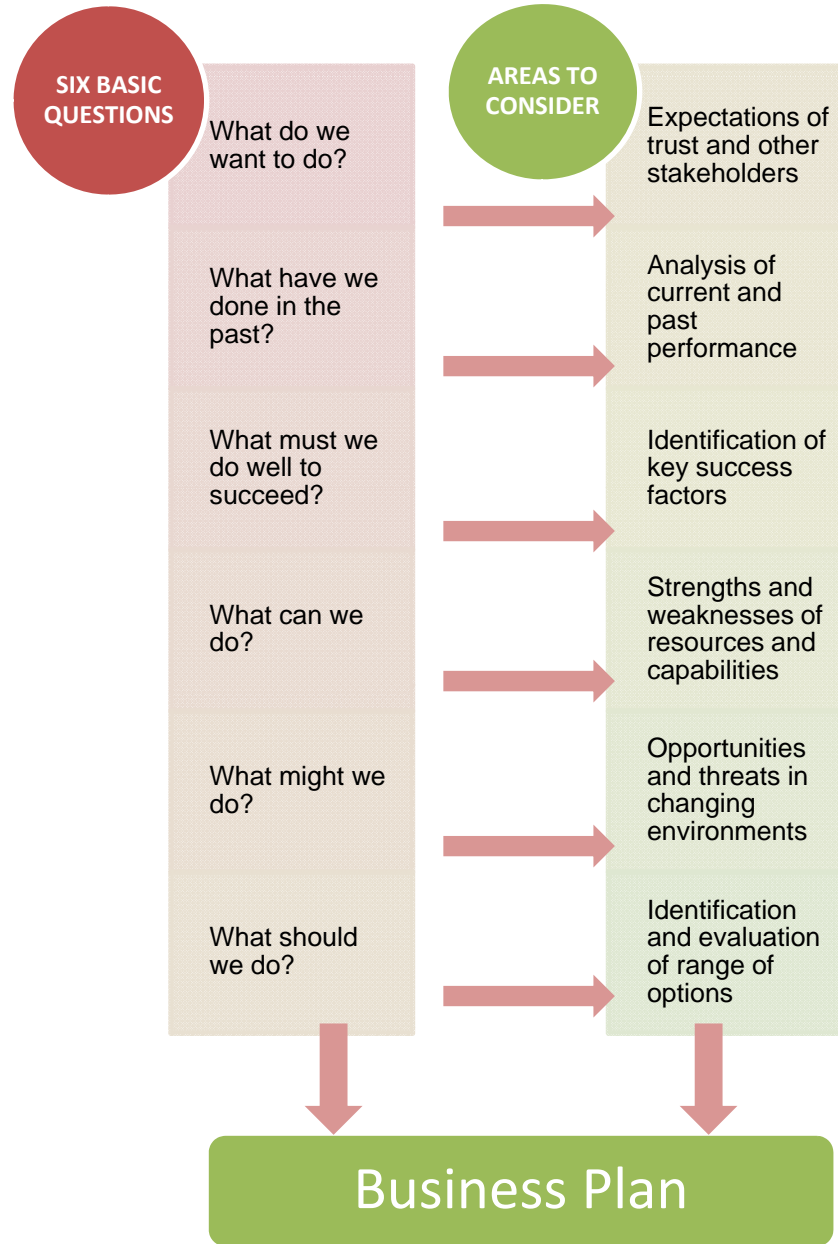 SIX BASIC
QUESTIONS
AREAS TO
CONSIDER
What do we
want to do?
Expectations of
trust and other
stakeholders
What have we
done in the
past?
Analysis of
current and
past
performance
What must we
do well to
succeed?
Identification of
key success
factors
What can we
do?
Strengths and
weaknesses of
resources and
capabilities
What might we
do?
Opportunities
and threats in
changing
environments
What should
we do?
Identification
and evaluation
of range of
options
Business Plan